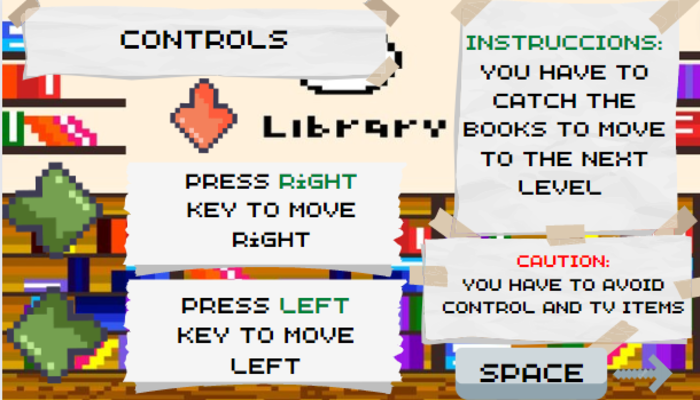 CONTROLS
Library
PRESS RiGHT
KEY TO MOVE
RiGHT
PRESS LEFT
KEY TO MOVE
LEFT
INSTRUCCIONS:
YOU HAVE TO
CATCH THE
BOOKS TO MOVE
TO THE NEXT
LEVEL
CAUTION:
YOU HAVE TO AVOID
CONTROL AND TV ITEMS
SPACE